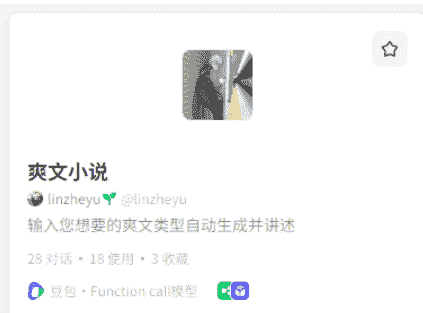 爽文小说
linzheyu @linzheyu
输入您想要的爽文类型自动生成并讲述
28 对话 • 18 使用 • 3 收藏
豆包 • Function call模型